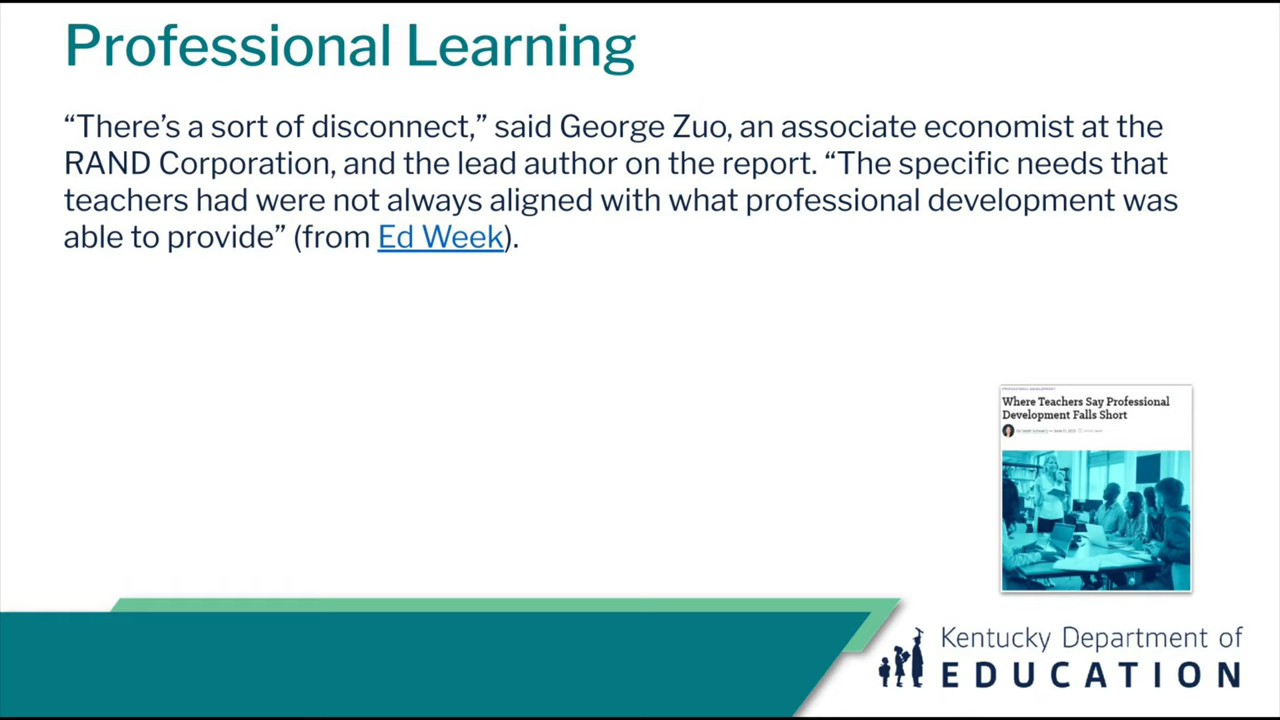 Professional Learning
“There’s a sort of disconnect,” said George Zuo, an associate economist at the
RAND Corporation, and the lead author on the report. “The specific needs that
teachers had were not always aligned with what professional development was
able to provide” (from Ed Week).
PROFESSIONAL DEVELOPMENT
Where Teachers Say Professional
Development Falls Short
Kentucky Department of
EDUCATION